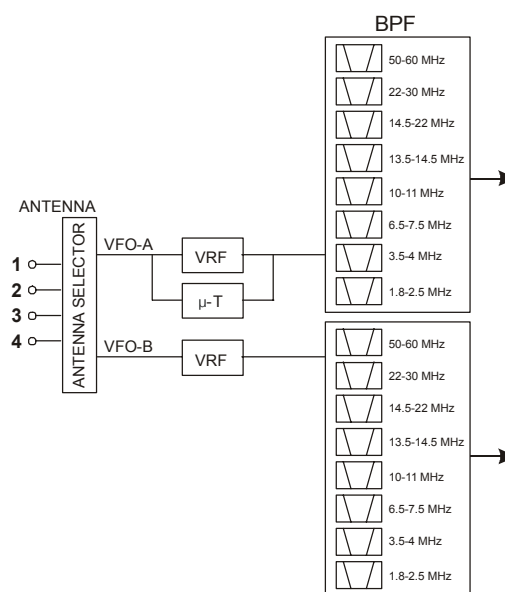 BPF
50-60 MHz
22-30 MHz
14.5-22 MHz
13.5-14.5 MHz
10-11 MHz
6.5-7.5 MHz
3.5-4 MHz
1.8-2.5 MHz
ANTENNA
1
2
3
4
ANTENNA SELECTOR
VFO-A
VRF
µ-T
VFO-B
VRF
50-60 MHz
22-30 MHz
14.5-22 MHz
13.5-14.5 MHz
10-11 MHz
6.5-7.5 MHz
3.5-4 MHz
1.8-2.5 MHz